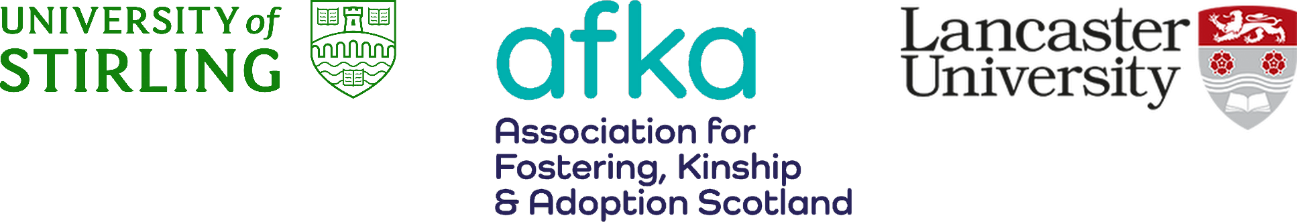 UNIVERSITY of
STIRLING
afka
Association for
Fostering, Kinship
& Adoption Scotland
Lancaster
University